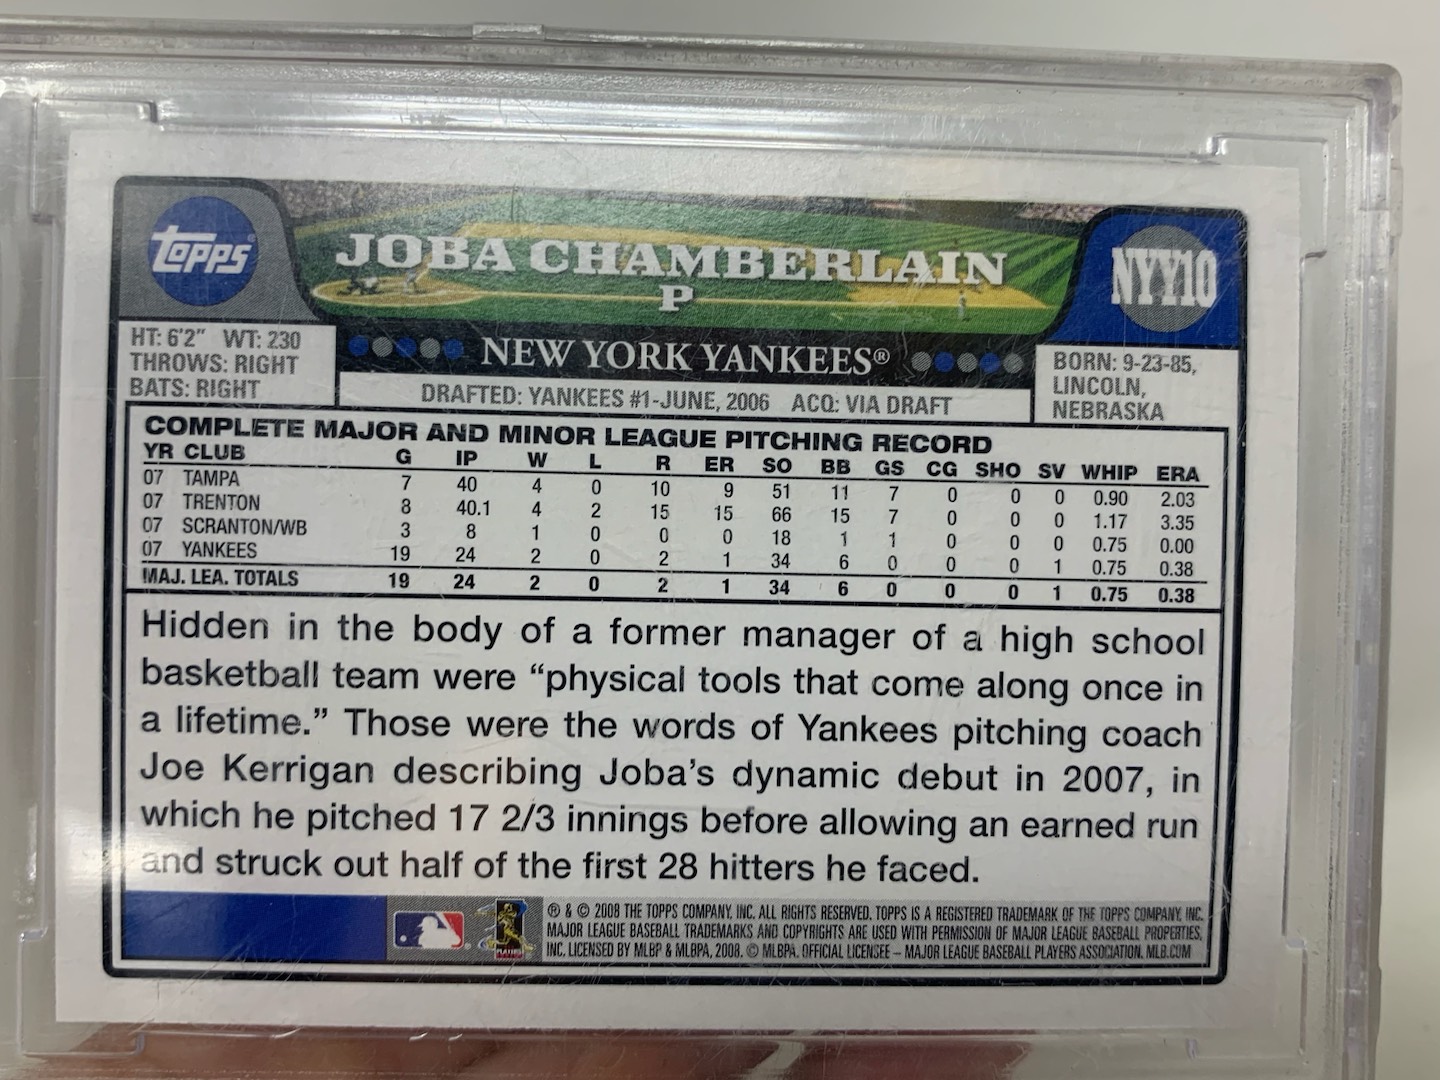 TOPPS
JOBA CHAMBERLAIN
P
NYY10
HT: 6'2" WT: 230
THROWS: RIGHT
BATS: RIGHT
NEW YORK YANKEES®
DRAFTED: YANKEES #1-JUNE, 2006 ACQ: VIA DRAFT
BORN: 9-23-85,
LINCOLN,
NEBRASKA
COMPLETE MAJOR AND MINOR LEAGUE PITCHING RECORD
YR CLUB G IP W L R ER SO BB GS CG SHO SV WHIP ERA
07 TAMPA 7 40 4 0 10 9 51 11 7 0 0 0 0.90 2.03
07 TRENTON 8 40.1 4 2 15 15 66 15 7 0 0 0 1.17 3.35
07 SCRANTON/WB 3 8 1 0 0 0 18 1 1 0 0 0 0.75 0.00
07 YANKEES 19 24 2 0 2 1 34 6 0 0 0 1 0.75 0.38
MAJ. LEA. TOTALS 19 24 2 0 2 1 34 6 0 0 0 1 0.75 0.38
Hidden in the body of a former manager of a high school
basketball team were “physical tools that come along once in
a lifetime.” Those were the words of Yankees pitching coach
Joe Kerrigan describing Joba’s dynamic debut in 2007, in
which he pitched 17 2/3 innings before allowing an earned run
and struck out half of the first 28 hitters he faced.
® & © 2008 THE TOPPS COMPANY, INC. ALL RIGHTS RESERVED. TOPPS IS A REGISTERED TRADEMARK OF THE TOPPS COMPANY, INC.
MAJOR LEAGUE BASEBALL TRADEMARKS AND COPYRIGHTS ARE USED WITH PERMISSION OF MAJOR LEAGUE BASEBALL PROPERTIES,
INC. LICENSED BY MLBP & MLBPA, 2008. © MLBPA. OFFICIAL LICENSEE – MAJOR LEAGUE BASEBALL PLAYERS ASSOCIATION. MLB.COM